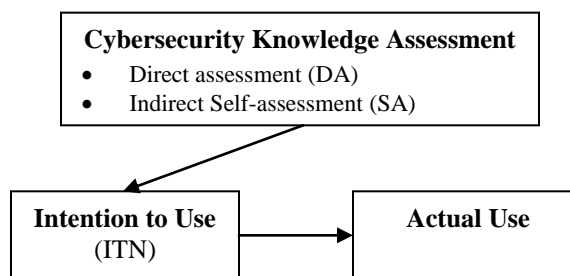 Cybersecurity Knowledge Assessment
• Direct assessment (DA)
• Indirect Self-assessment (SA)
Intention to Use
(ITN)
Actual Use